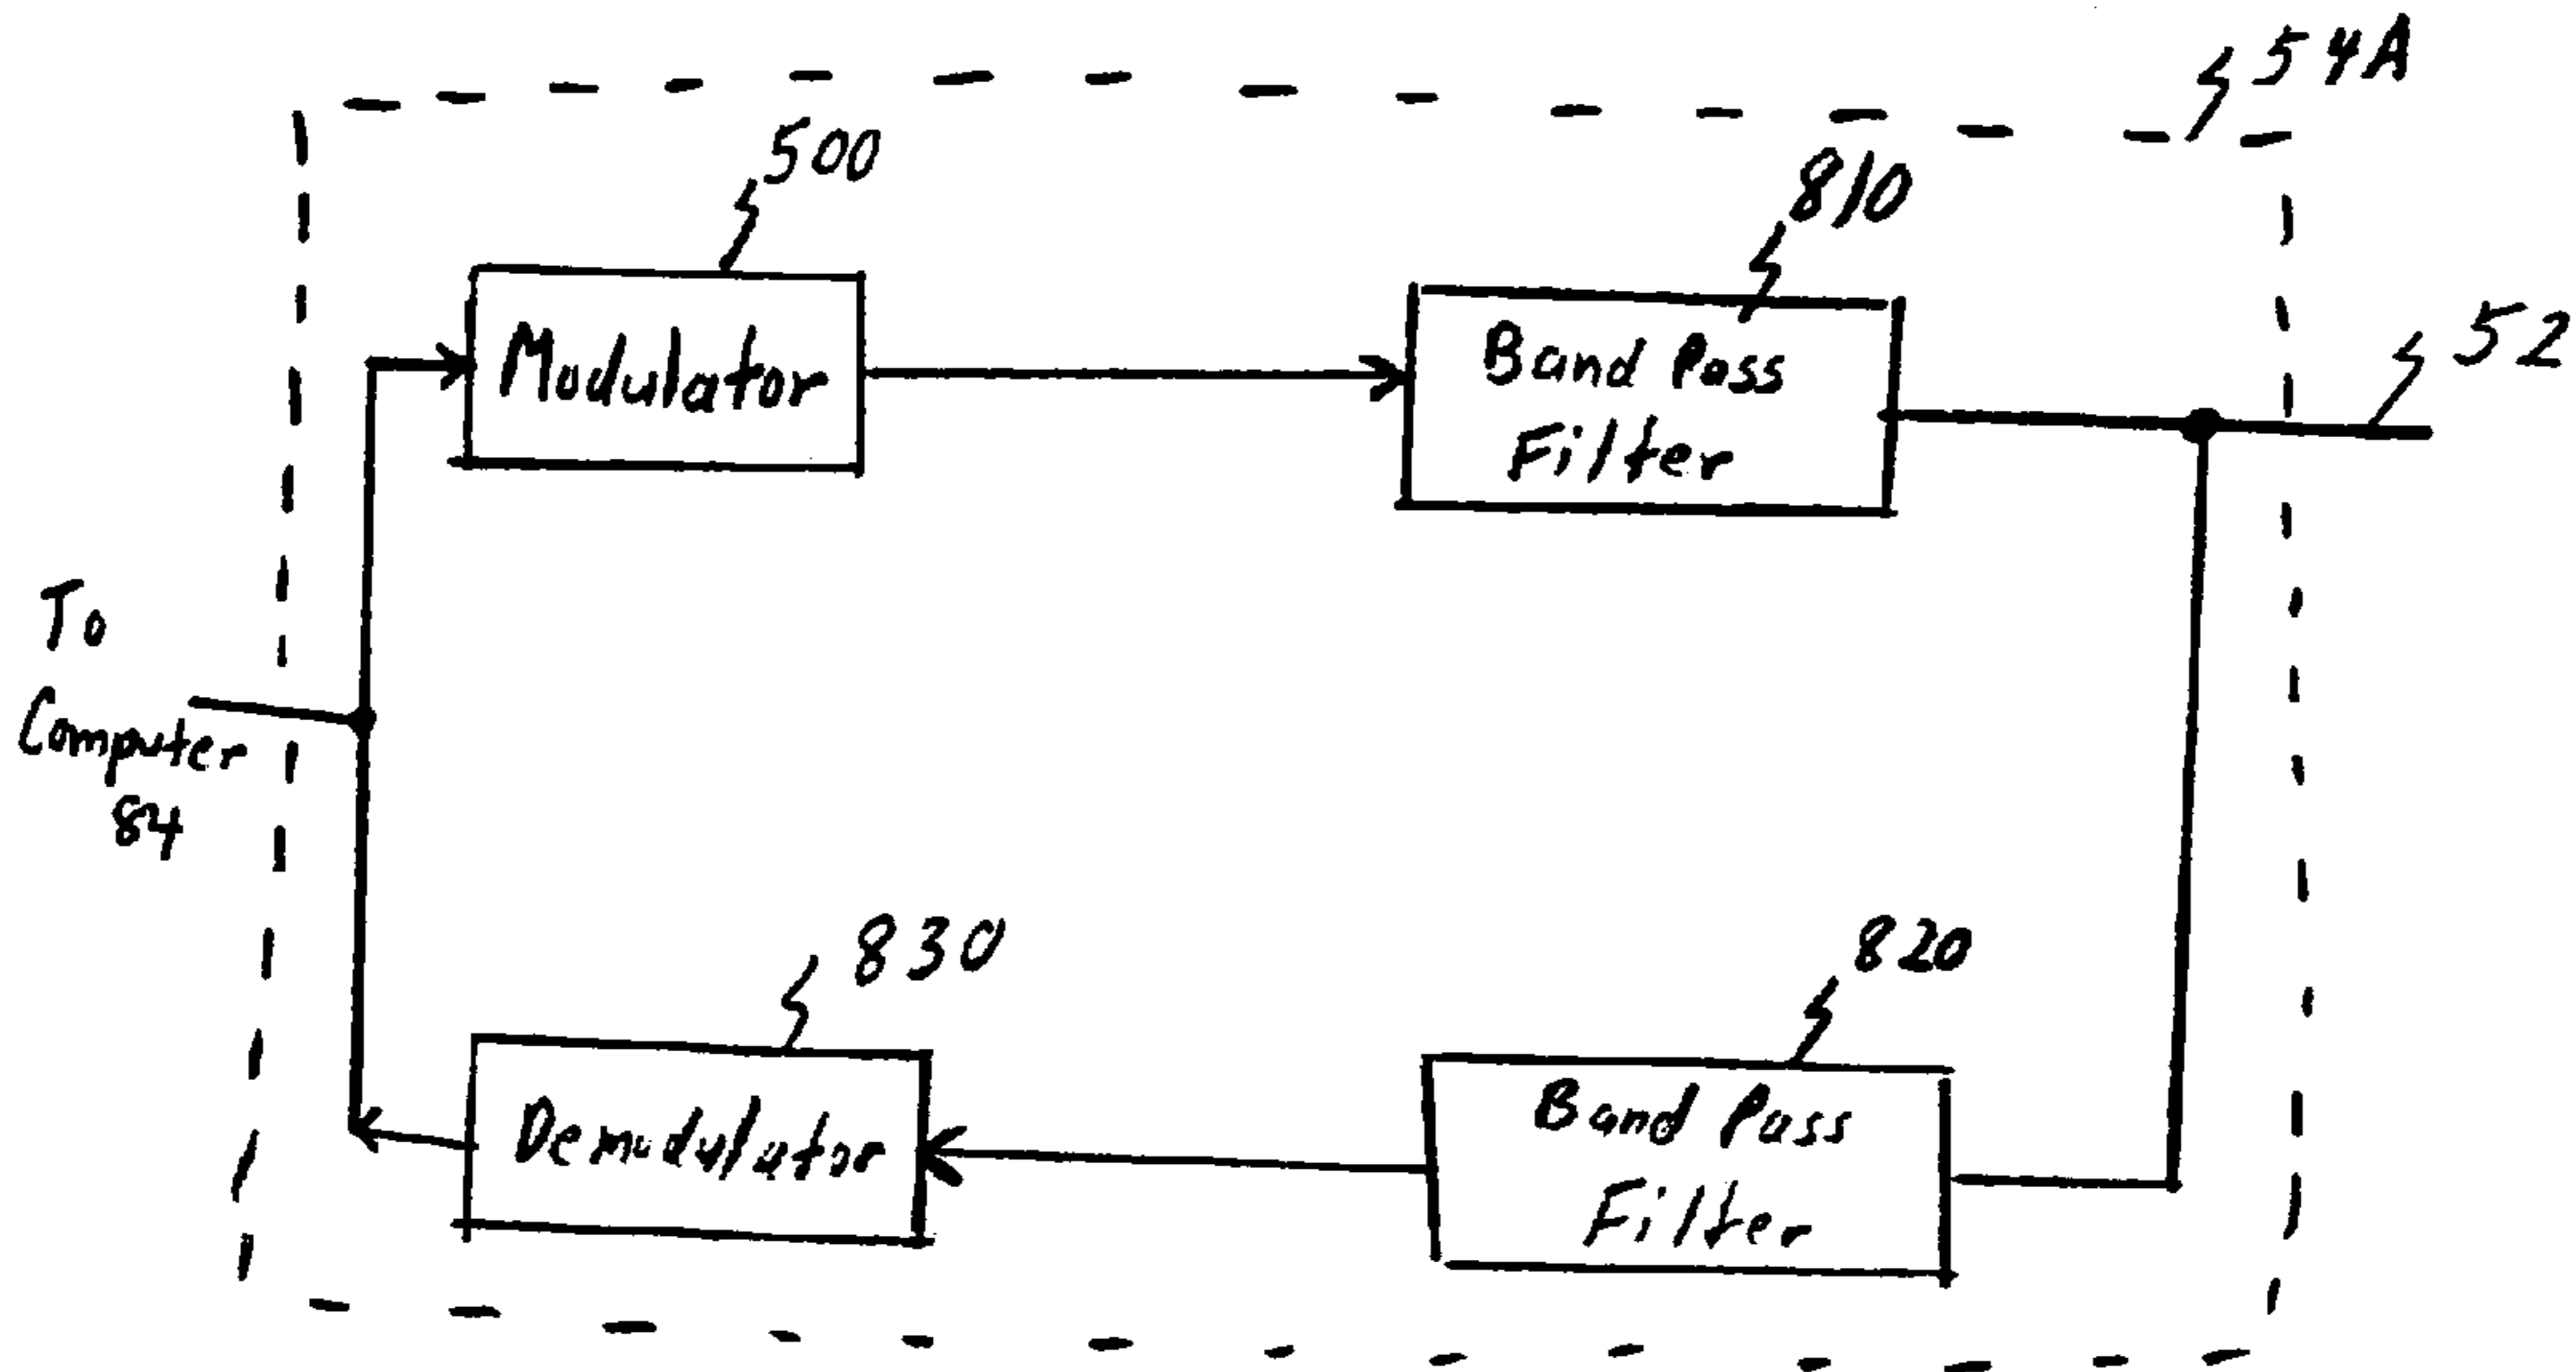 54A
500
810
Modulator
Band Pass
Filter
52
To
Computer
84
830
820
Demodulator
Band Pass
Filter